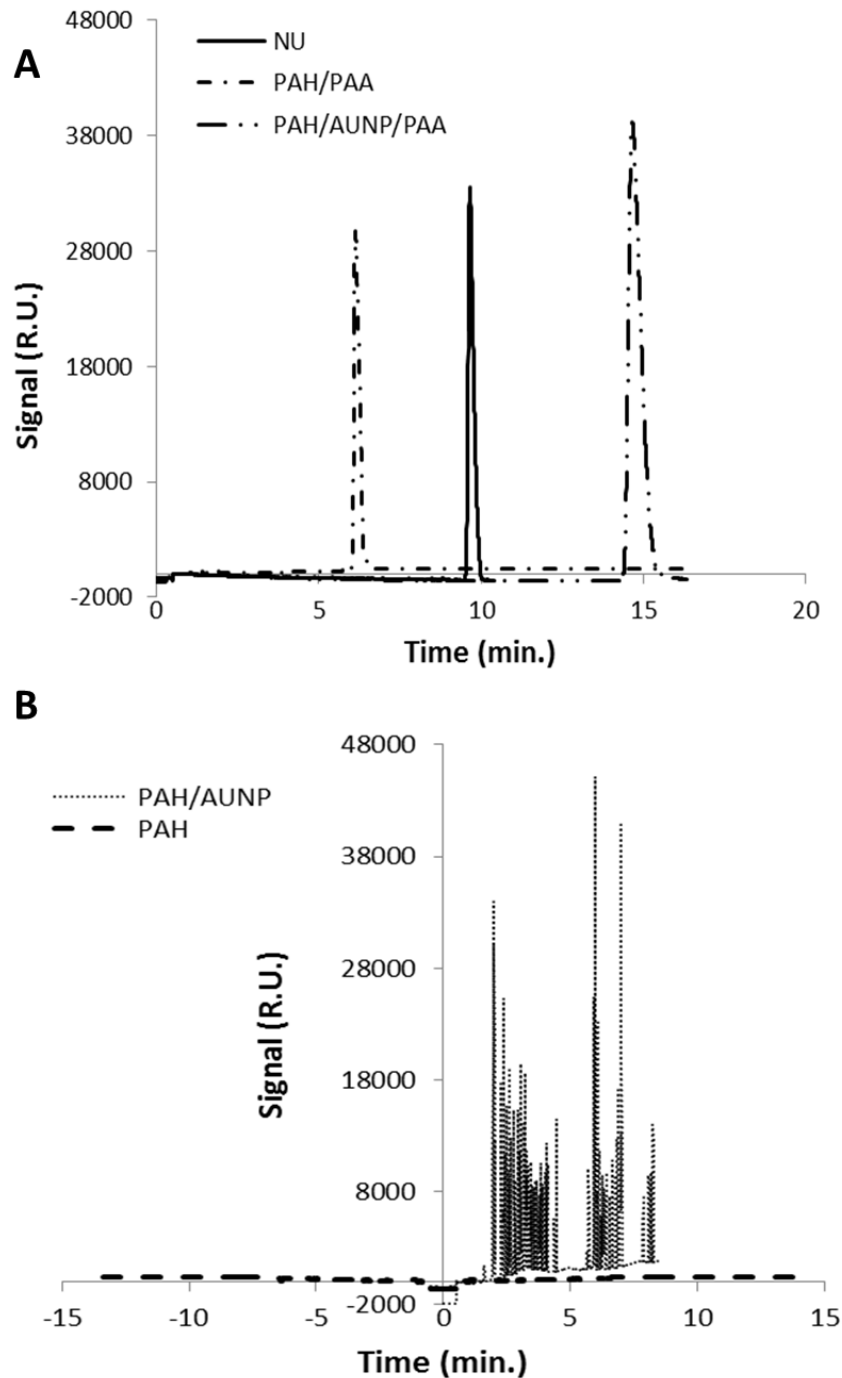 A
48000
38000
28000
18000
8000
-2000
Signal (R.U.)
NU
PAH/PAA
PAH/AUNP/PAA
0 5 10 15 20
Time (min.)
B
48000
38000
28000
18000
8000
-2000
Signal (R.U.)
PAH/AUNP
PAH
-15 -10 -5 0 5 10 15
Time (min.)